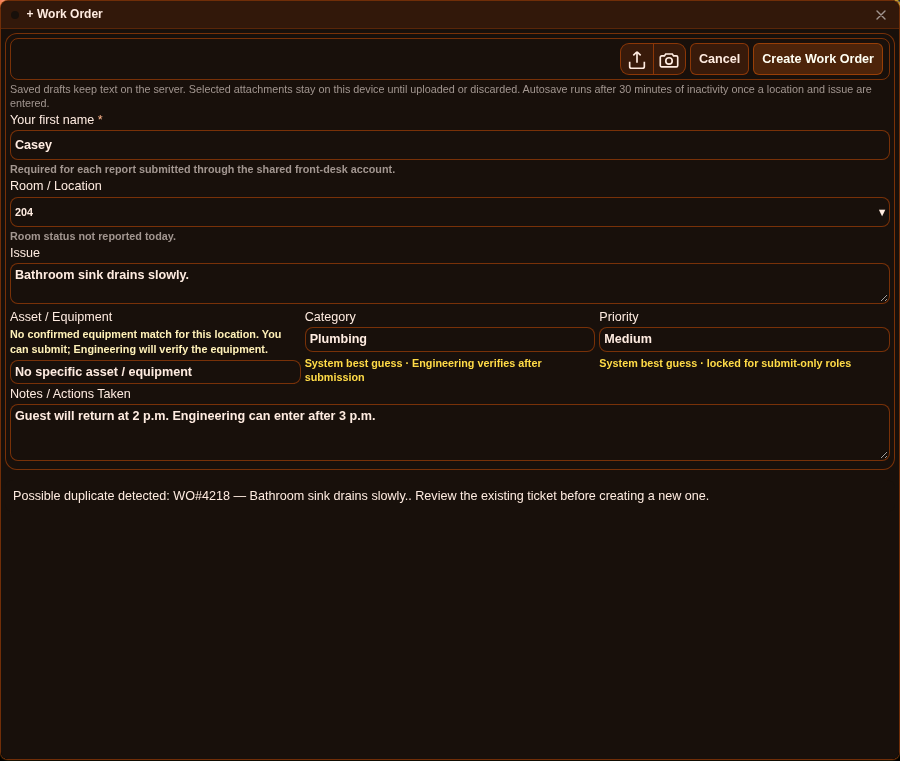 + Work Order
Cancel
Create Work Order
Saved drafts keep text on the server. Selected attachments stay on this device until uploaded or discarded. Autosave runs after 30 minutes of inactivity once a location and issue are
entered.
Your first name *
Casey
Required for each report submitted through the shared front-desk account.
Room / Location
204
Room status not reported today.
Issue
Bathroom sink drains slowly.
Asset / Equipment
No confirmed equipment match for this location. You
can submit; Engineering will verify the equipment.
No specific asset / equipment
Category
Plumbing
System best guess · Engineering verifies after
submission
Priority
Medium
System best guess · locked for submit-only roles
Notes / Actions Taken
Guest will return at 2 p.m. Engineering can enter after 3 p.m.
Possible duplicate detected: WO#4218 — Bathroom sink drains slowly.. Review the existing ticket before creating a new one.